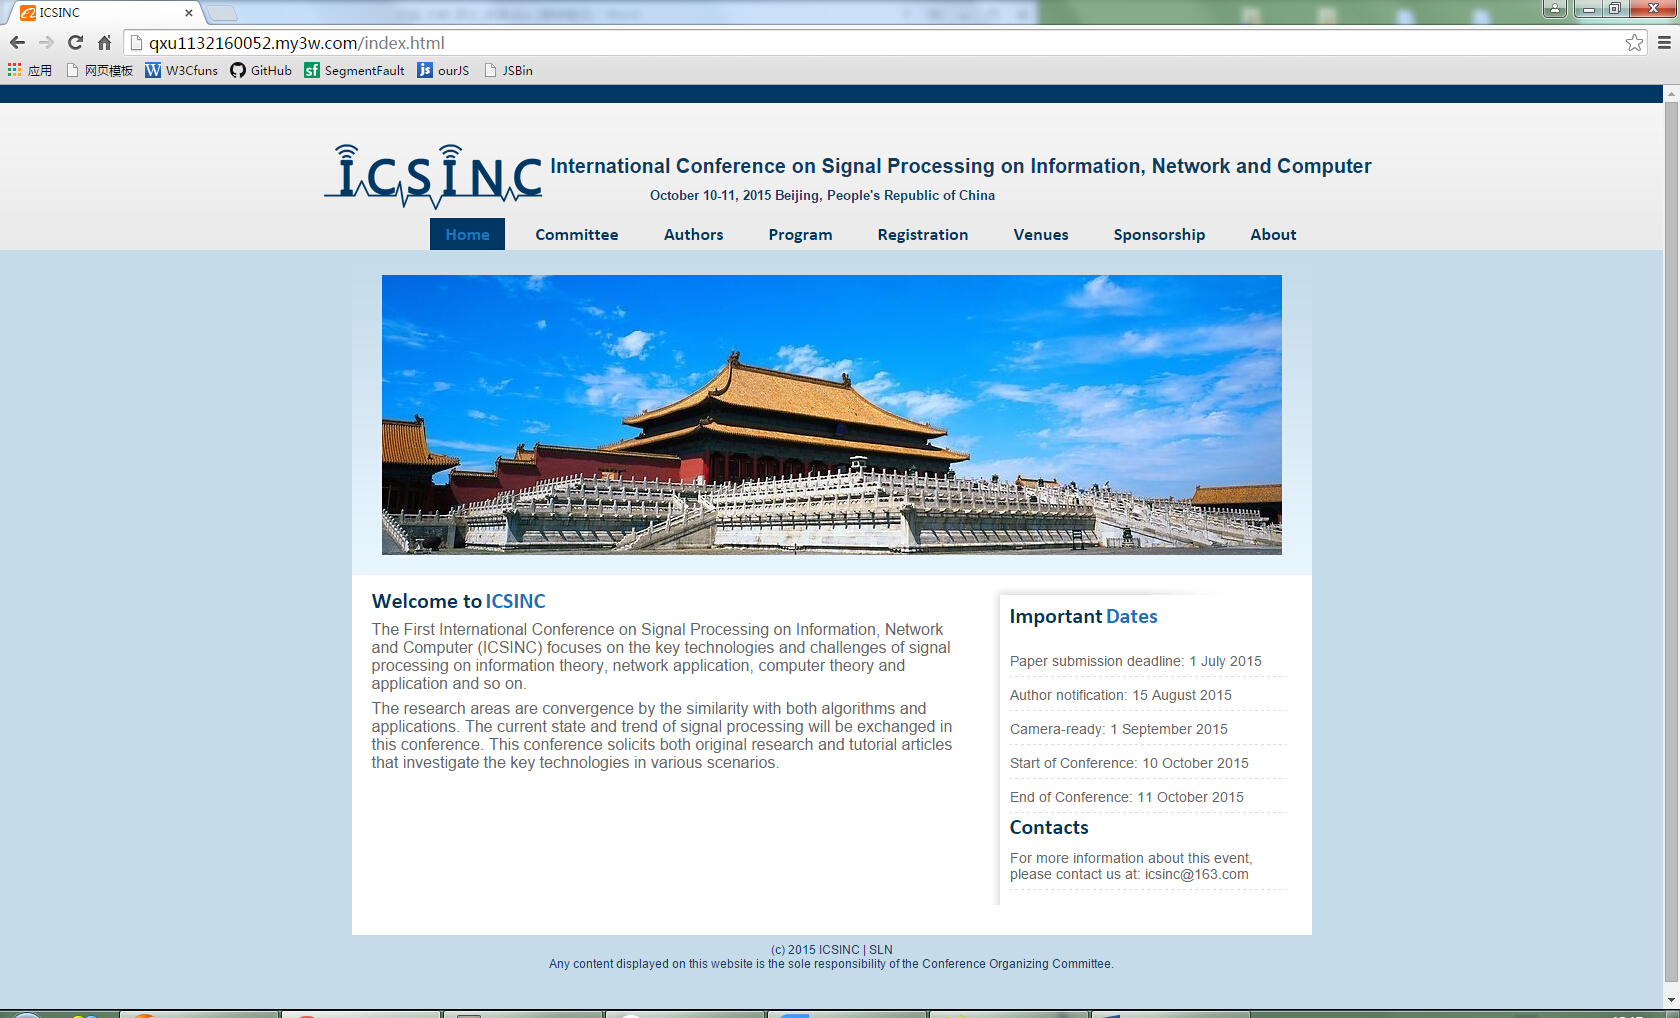 ICSINC
qxu1132160052.my3w.com/index.html
应用 网页模板 W3Cfuns GitHub SegmentFault ourJS JSBin
ICSINC International Conference on Signal Processing on Information, Network and Computer
October 10-11, 2015 Beijing, People's Republic of China
Home Committee Authors Program Registration Venues Sponsorship About
Welcome to ICSINC
The First International Conference on Signal Processing on Information, Network
and Computer (ICSINC) focuses on the key technologies and challenges of signal
processing on information theory, network application, computer theory and
application and so on.
The research areas are convergence by the similarity with both algorithms and
applications. The current state and trend of signal processing will be exchanged in
this conference. This conference solicits both original research and tutorial articles
that investigate the key technologies in various scenarios.
Important Dates
Paper submission deadline: 1 July 2015
Author notification: 15 August 2015
Camera-ready: 1 September 2015
Start of Conference: 10 October 2015
End of Conference: 11 October 2015
Contacts
For more information about this event,
please contact us at: icsinc@163.com
(c) 2015 ICSINC | SLN
Any content displayed on this website is the sole responsibility of the Conference Organizing Committee.